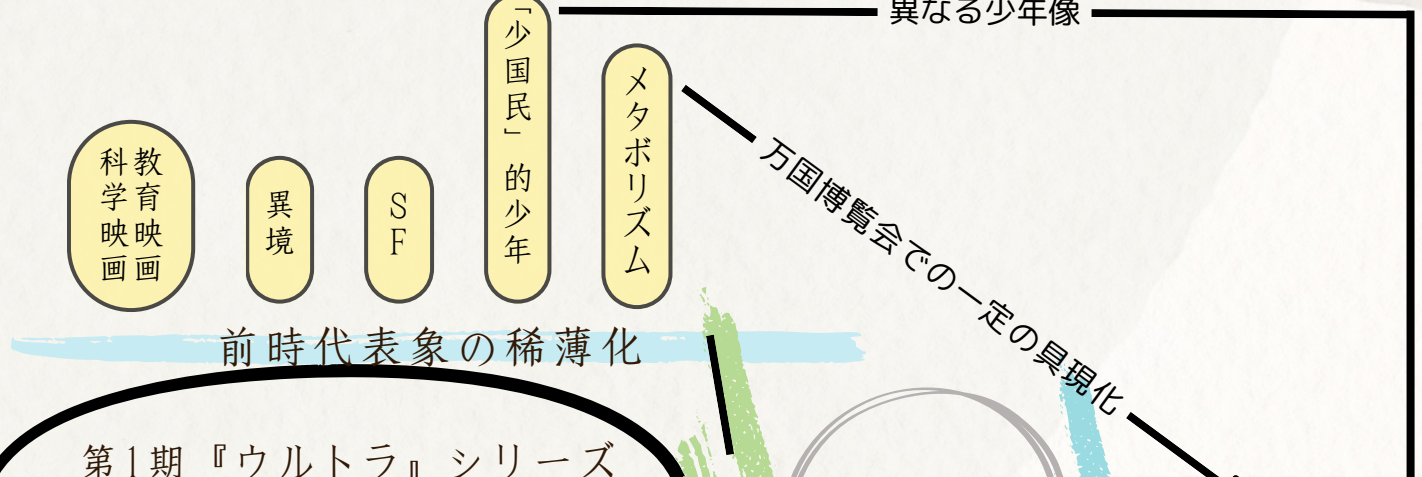 異なる少年像
「少国民」的少年
メタボリズム
教育映画
科学映画
異境
SF
万国博覧会での一定の具現化
前時代表象の稀薄化
第1期『ウルトラ』シリーズ